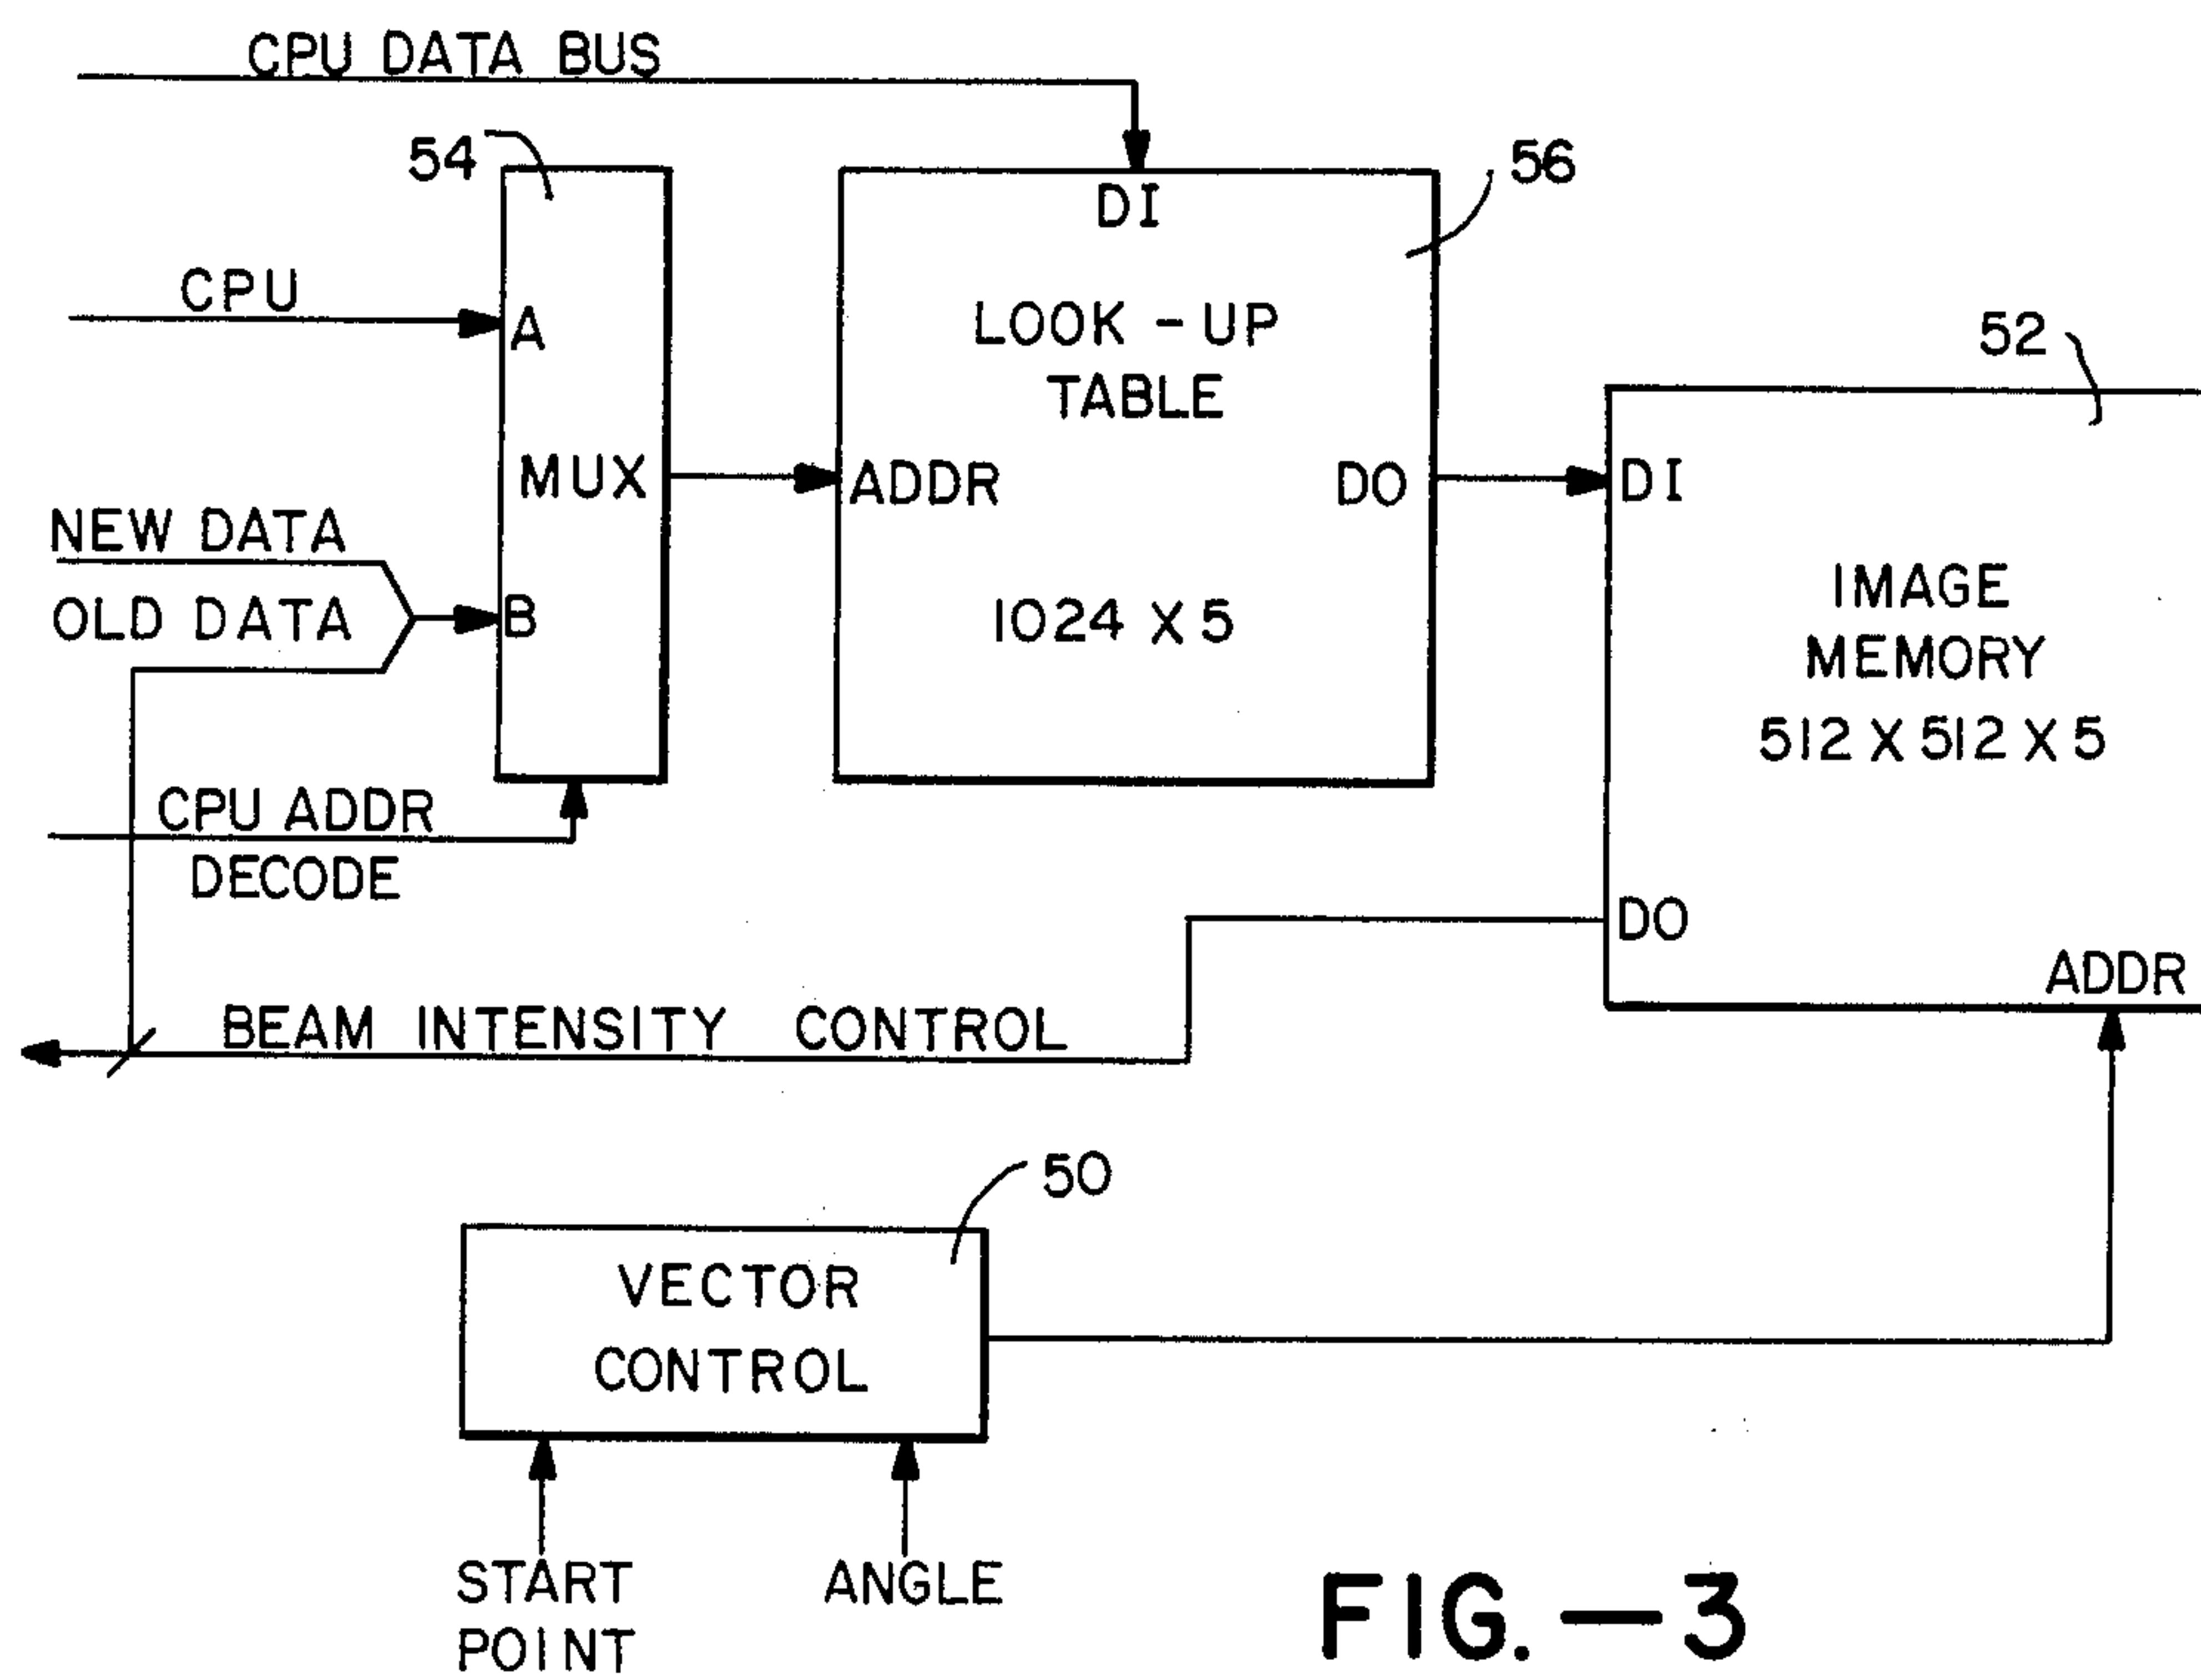 CPU DATA BUS
54
56
DI
CPU
A
LOOK - UP
TABLE
52
MUX
ADDR
DO
DI
NEW DATA
OLD DATA
B
1024 X 5
IMAGE
MEMORY
512 X 512 X 5
CPU ADDR
DECODE
DO
ADDR
BEAM INTENSITY CONTROL
50
VECTOR
CONTROL
START
POINT
ANGLE
FIG.—3